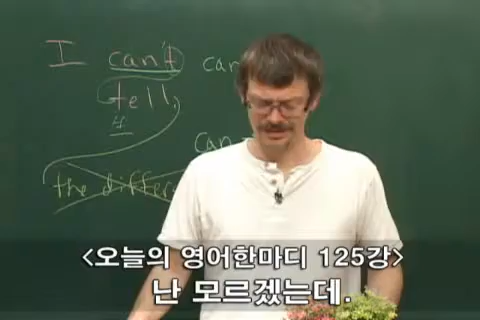 I can't
tell,
the differ
can
<오늘의 영어한마디 125강>
난 모르겠는데.